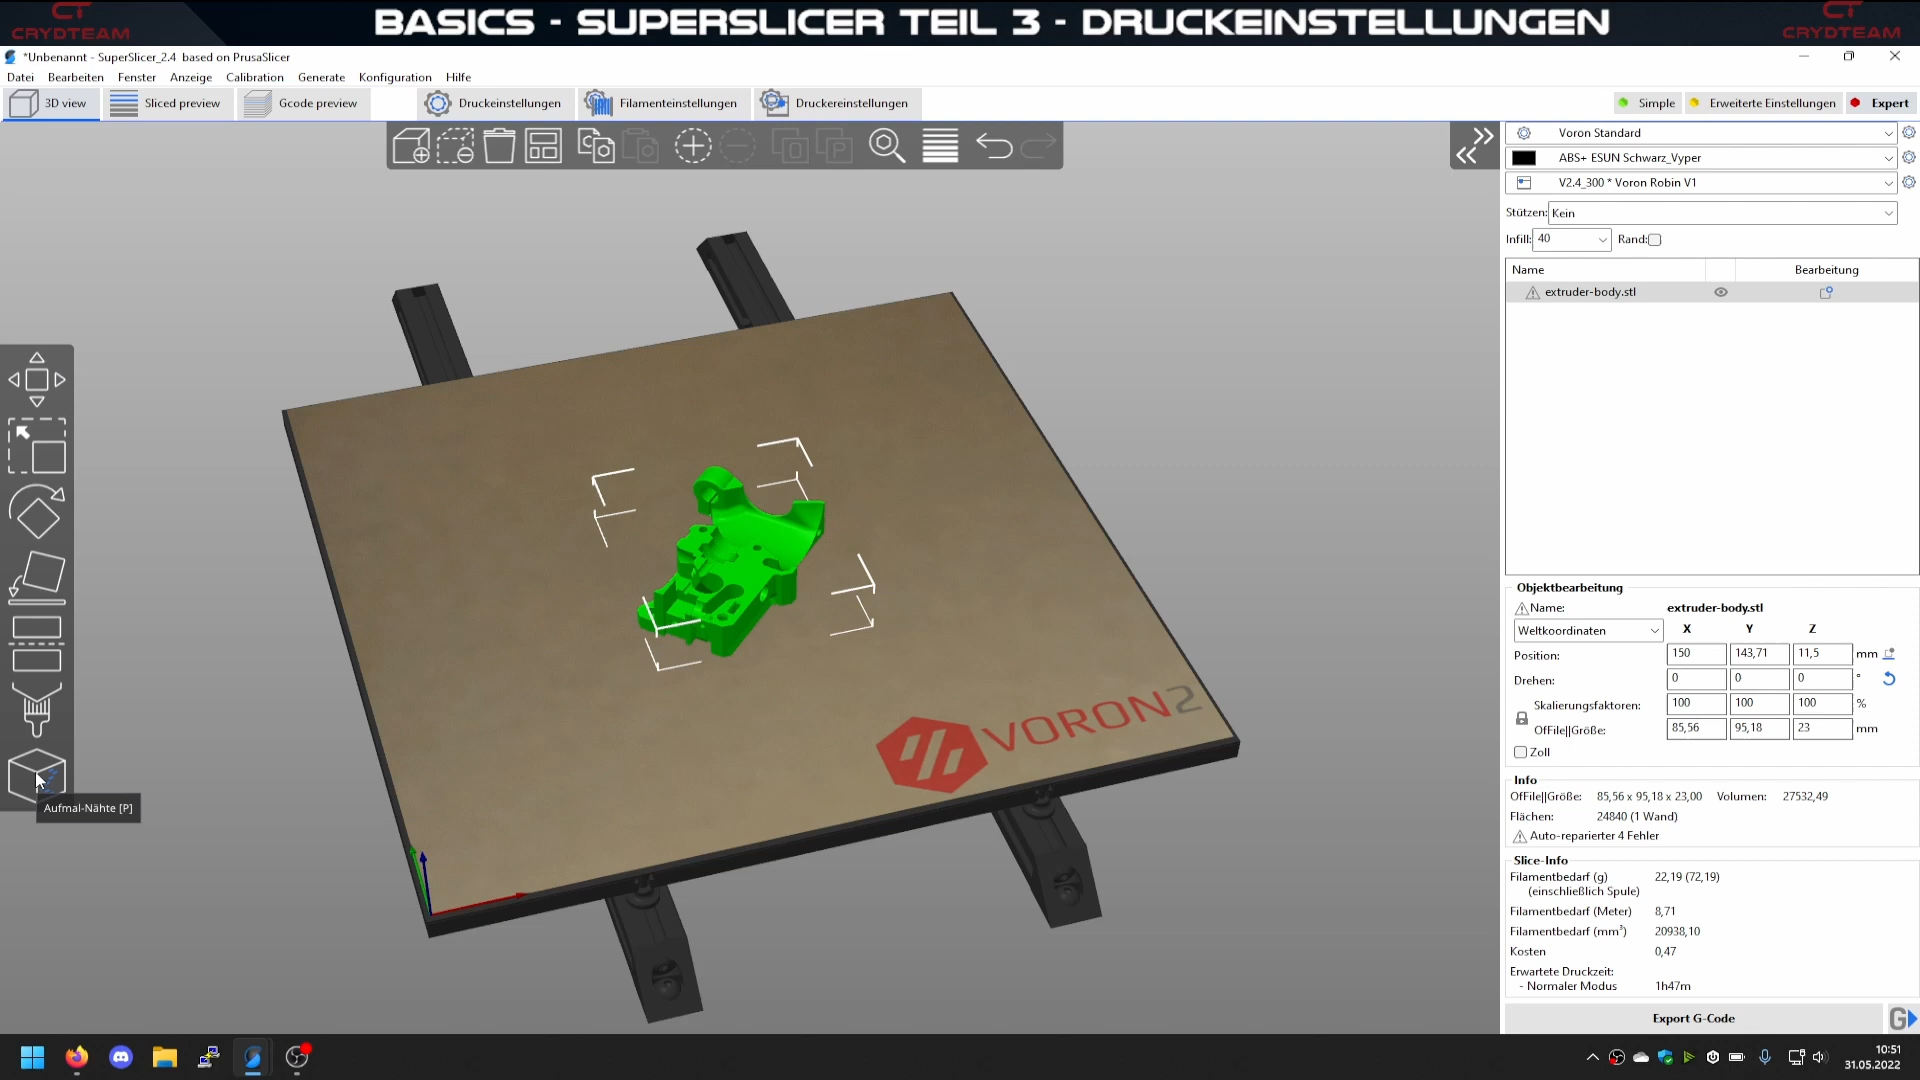 CT
CRYDTEAM
BASICS - SUPERSLICER TEIL 3 - DRUCKEINSTELLUNGEN
CT
CRYDTEAM
*Unbenannt - SuperSlicer_2.4 based on PrusaSlicer
Datei Bearbeiten Fenster Anzeige Calibration Generate Konfiguration Hilfe
3D view Sliced preview Gcode preview Druckeinstellungen Filamenteinstellungen Druckereinstellungen Simple Erweiterte Einstellungen Expert
Voron Standard
ABS+ ESUN Schwarz_Vyper
V2.4_300 * Voron Robin V1
Stützen: Kein
Infill: 40 Rand:
Name Bearbeitung
extruder-body.stl
Objektbearbeitung
Name: extruder-body.stl
Weltkoordinaten X Y Z
Position: 150 143,71 11,5 mm
Drehen: 0 0 0 °
Skalierungsfaktoren: 100 100 100 %
OfFile||Größe: 85,56 95,18 23 mm
Zoll
Info
OfFile||Größe: 85,56 x 95,18 x 23,00 Volumen: 27532,49
Flächen: 24840 (1 Wand)
Auto-reparierter 4 Fehler
Slice-Info
Filamentbedarf (g) 22,19 (72,19)
(einschließlich Spule)
Filamentbedarf (Meter) 8,71
Filamentbedarf (mm³) 20938,10
Kosten 0,47
Erwartete Druckzeit:
- Normaler Modus 1h47m
Export G-Code
G
Aufmal-Nähte [P]
VORON2
10:51
31.05.2022